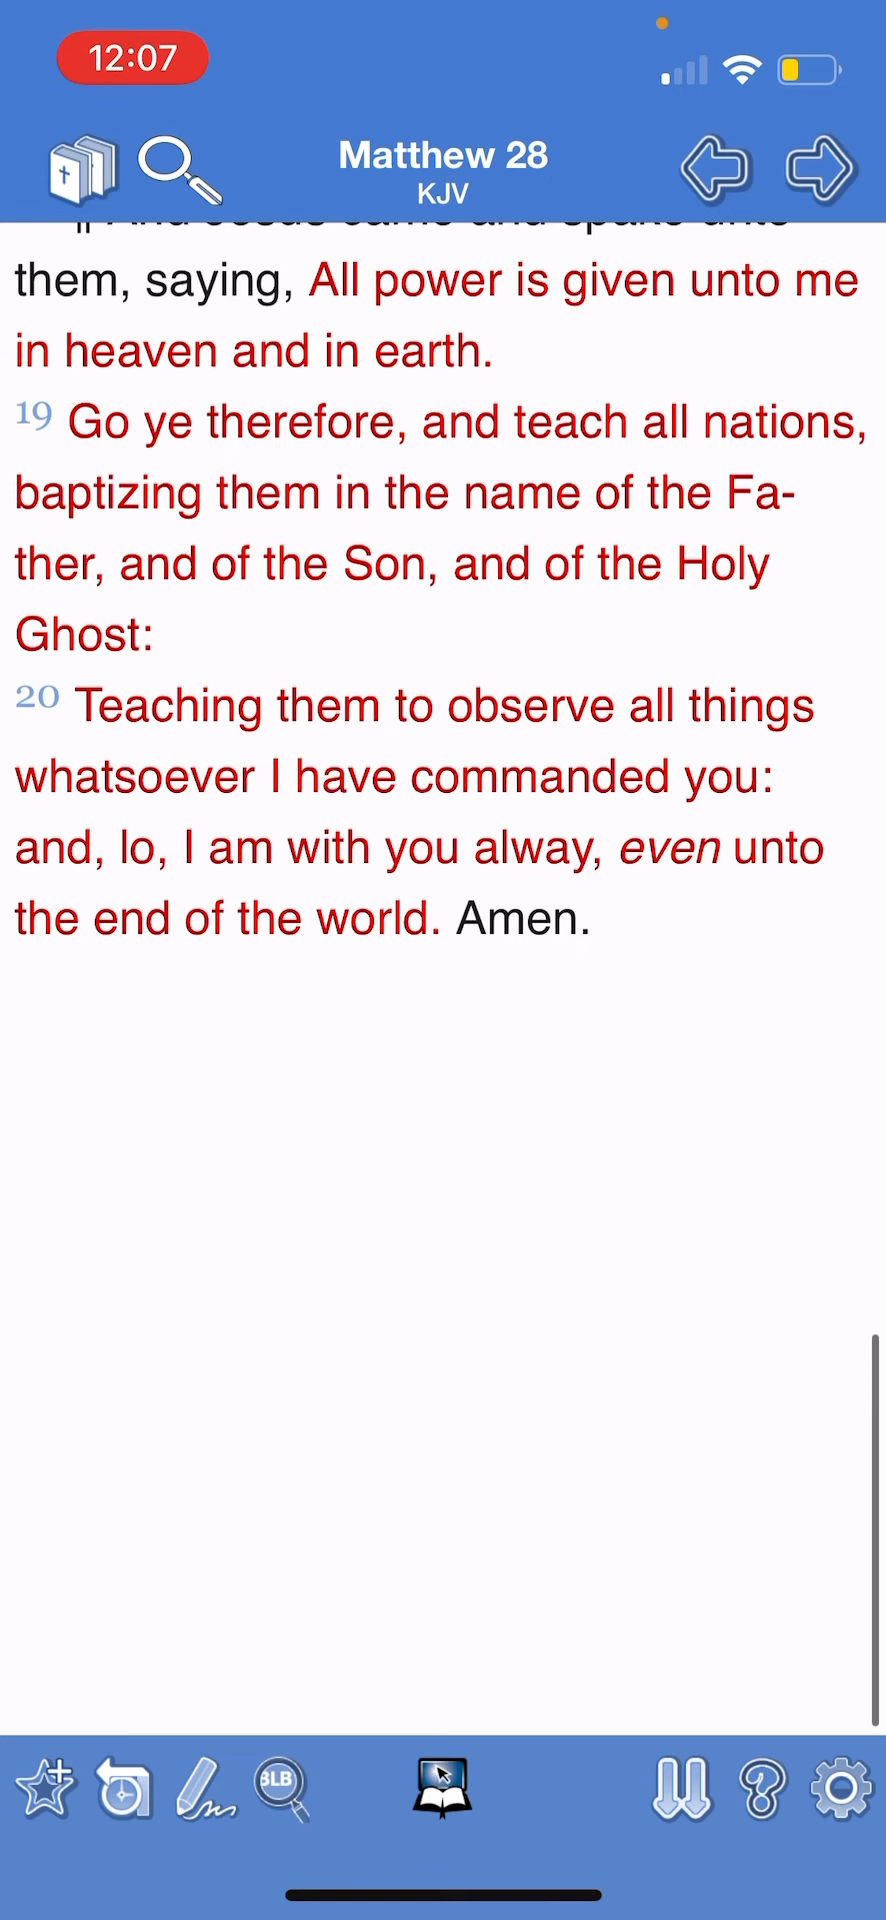 12:07
Matthew 28
KJV
them, saying, All power is given unto me
in heaven and in earth.
19 Go ye therefore, and teach all nations,
baptizing them in the name of the Fa-
ther, and of the Son, and of the Holy
Ghost:
20 Teaching them to observe all things
whatsoever I have commanded you:
and, lo, I am with you alway, even unto
the end of the world. Amen.
BLB